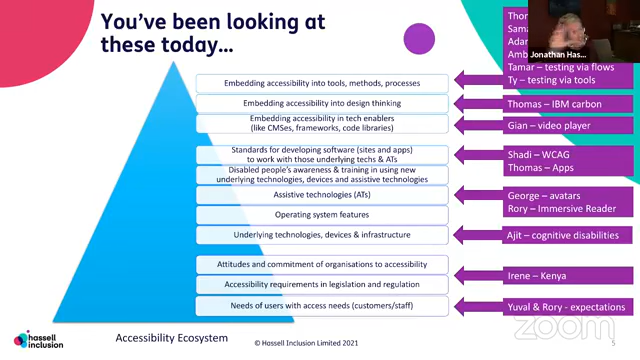 You've been looking at
these today...
Embedding accessibility into tools, methods, processes
Embedding accessibility into design thinking
Embedding accessibility in tech enablers
(like CMSes, frameworks, code libraries)
Standards for developing software (sites and apps)
to work with those underlying techs & ATs
Disabled people's awareness & training in using new
underlying technologies, devices and assistive technologies
Assistive technologies (ATs)
Operating system features
Underlying technologies, devices & infrastructure
Attitudes and commitment of organisations to accessibility
Accessibility requirements in legislation and regulation
Needs of users with access needs (customers/staff)
Jonathan Has...
Tamar – testing via flows
Ty – testing via tools
Thomas – IBM carbon
Gian – video player
Shadi – WCAG
Thomas – Apps
George – avatars
Rory – Immersive Reader
Ajit – cognitive disabilities
Irene – Kenya
Yuval & Rory - expectations
hassell
inclusion
Accessibility Ecosystem
© Hassell Inclusion Limited 2021
zoom
5